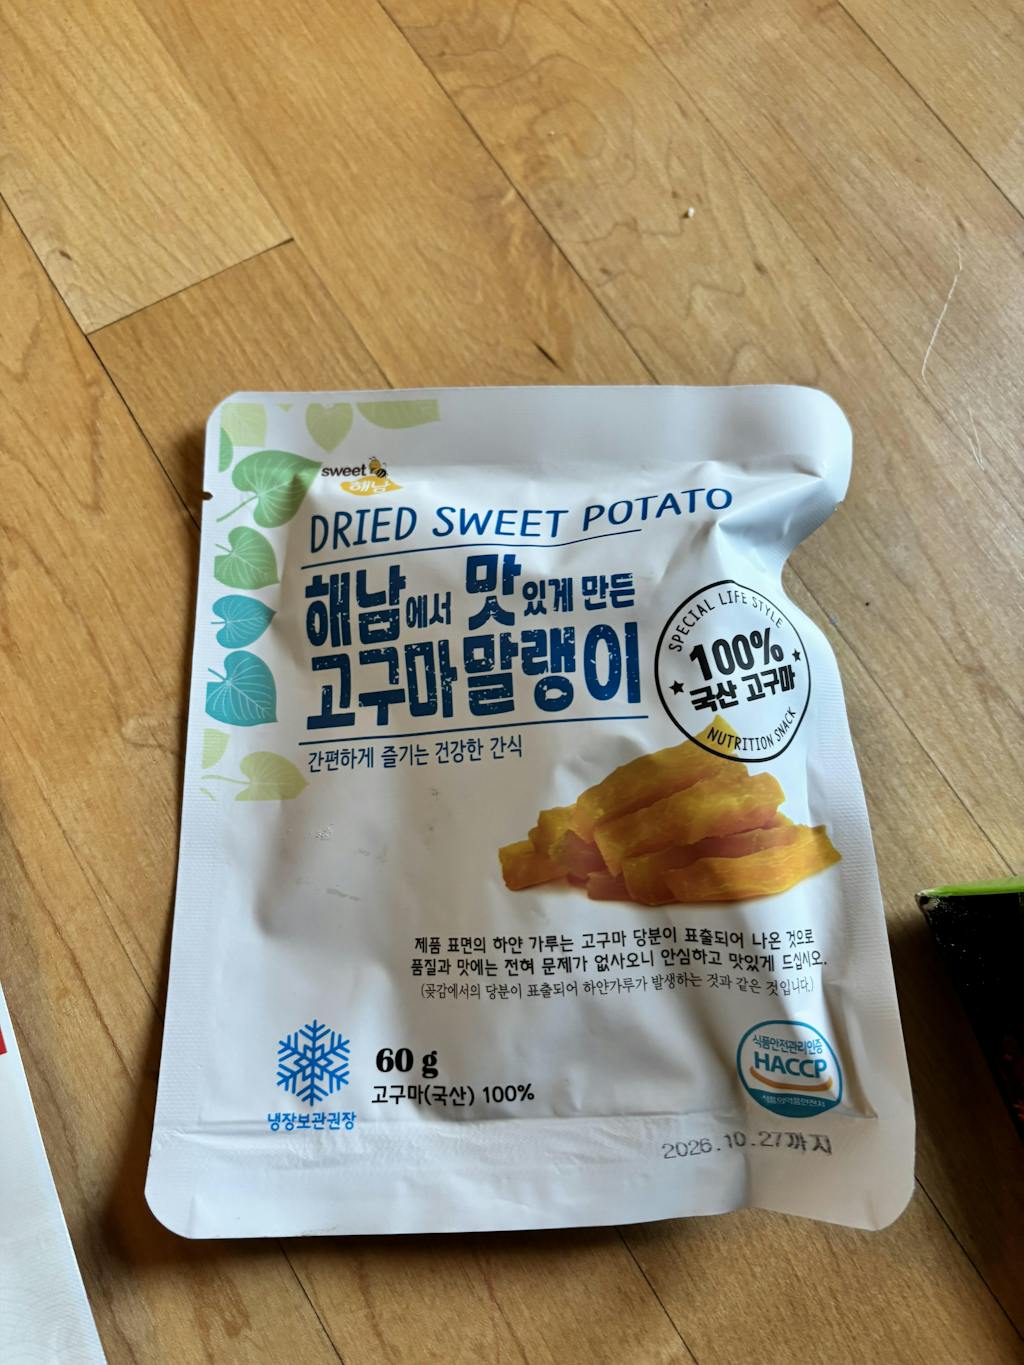 sweet
해남
DRIED SWEET POTATO
해남에서 맛있게 만든
고구마말랭이
간편하게 즐기는 건강한 간식
SPECIAL LIFE STYLE
100%
국산 고구마
NUTRITION SNACK
제품 표면의 하얀 가루는 고구마 당분이 표출되어 나온 것으로
품질과 맛에는 전혀 문제가 없사오니 안심하고 맛있게 드십시오.
(곶감에서의 당분이 표출되어 하얀가루가 발생하는 것과 같은 것입니다.)
60 g
고구마(국산) 100%
냉장보관권장
식품안전관리인증
HACCP
식품의약품안전처
2026.10.27까지